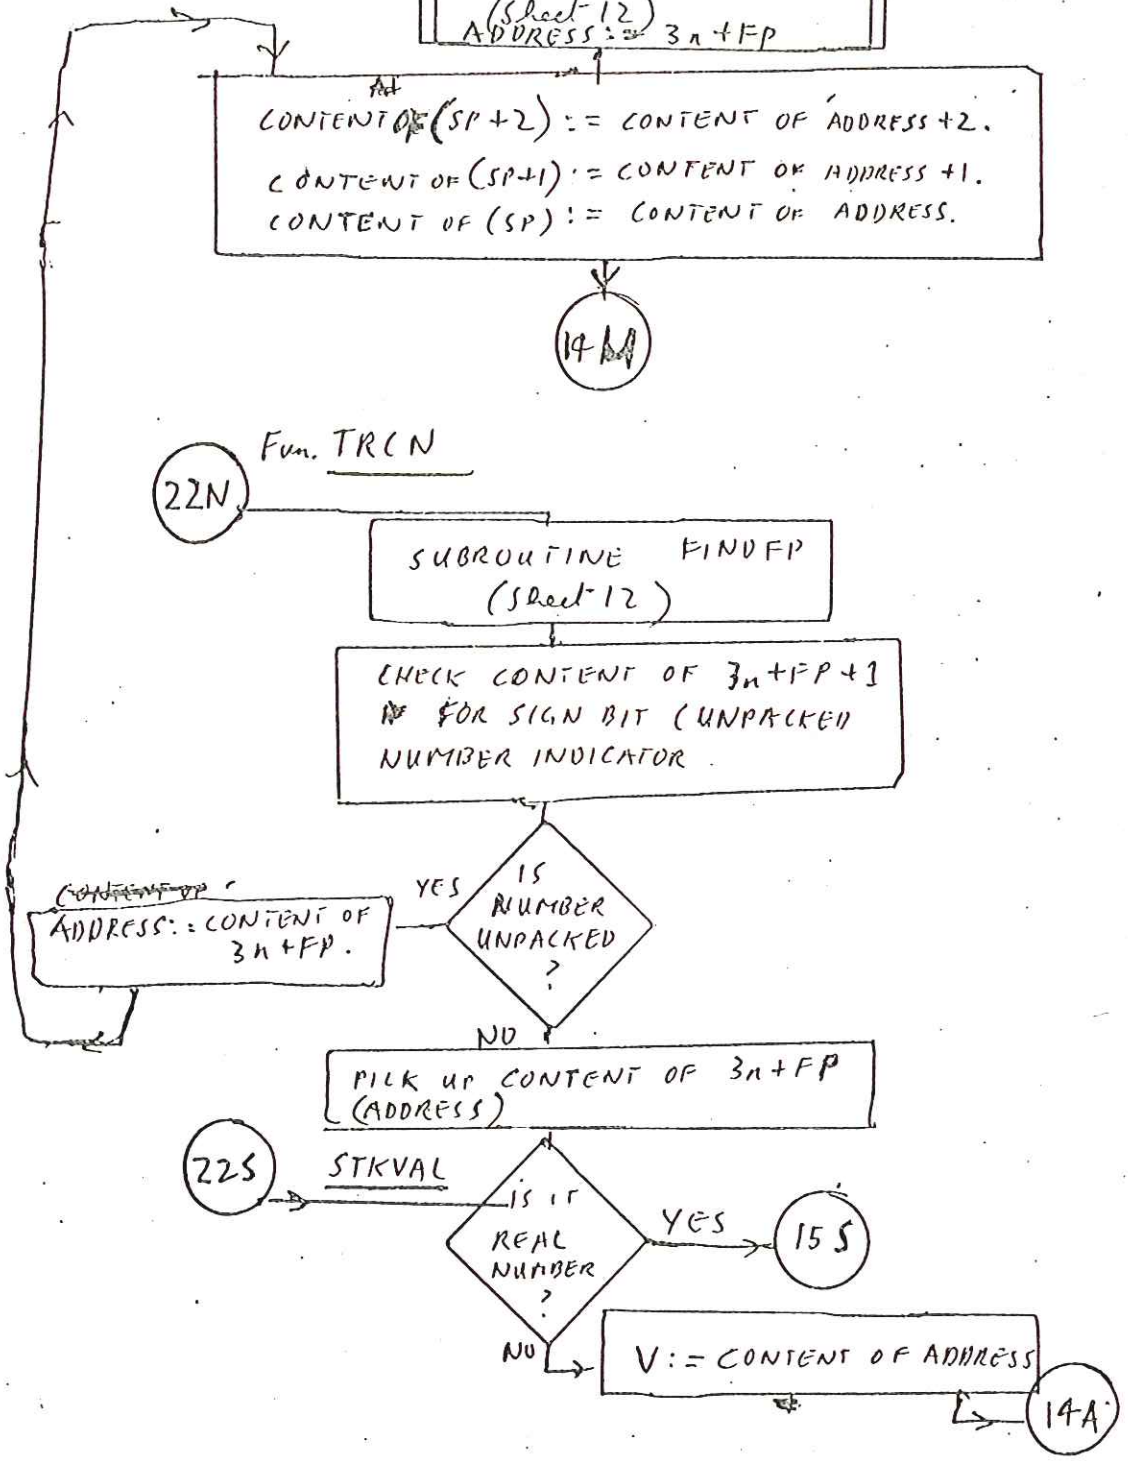 (Sheet 12)
ADDRESS := 3n + FP
CONTENT OF (SP + 2) := CONTENT OF ADDRESS + 2.
CONTENT OF (SP+1) := CONTENT OF ADDRESS +1.
CONTENT OF (SP) := CONTENT OF ADDRESS.
14
Fun. TRCN
22N
SUBROUTINE FINDFP
(Sheet 12)
CHECK CONTENT OF 3n + FP + 1
FOR SIGN BIT (UNPACKED
NUMBER INDICATOR
IS
NUMBER
UNPACKED
?
YES
CONTENT OF
ADDRESS: = CONTENT OF
3n + FP.
NO
PICK UP CONTENT OF 3n + FP
(ADDRESS)
22S
STKVAL
IS IT
REAL
NUMBER
?
YES
15S
NO
V: = CONTENT OF ADDRESS
14A